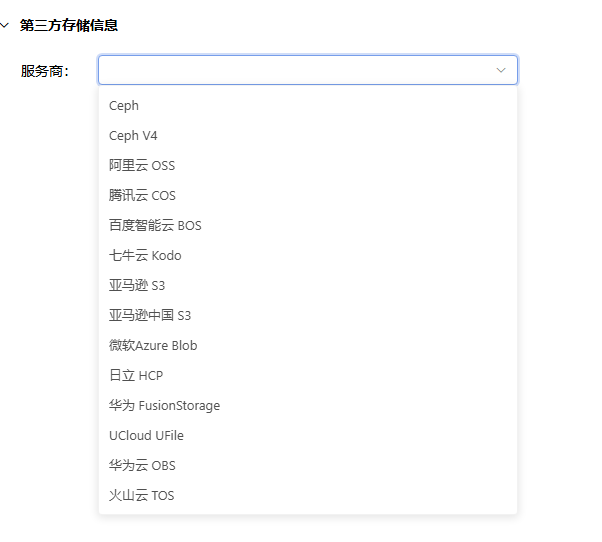 第三方存储信息
服务商：
Ceph
Ceph V4
阿里云 OSS
腾讯云 COS
百度智能云 BOS
七牛云 Kodo
亚马逊 S3
亚马逊中国 S3
微软Azure Blob
日立 HCP
华为 FusionStorage
UCloud UFile
华为云 OBS
火山云 TOS